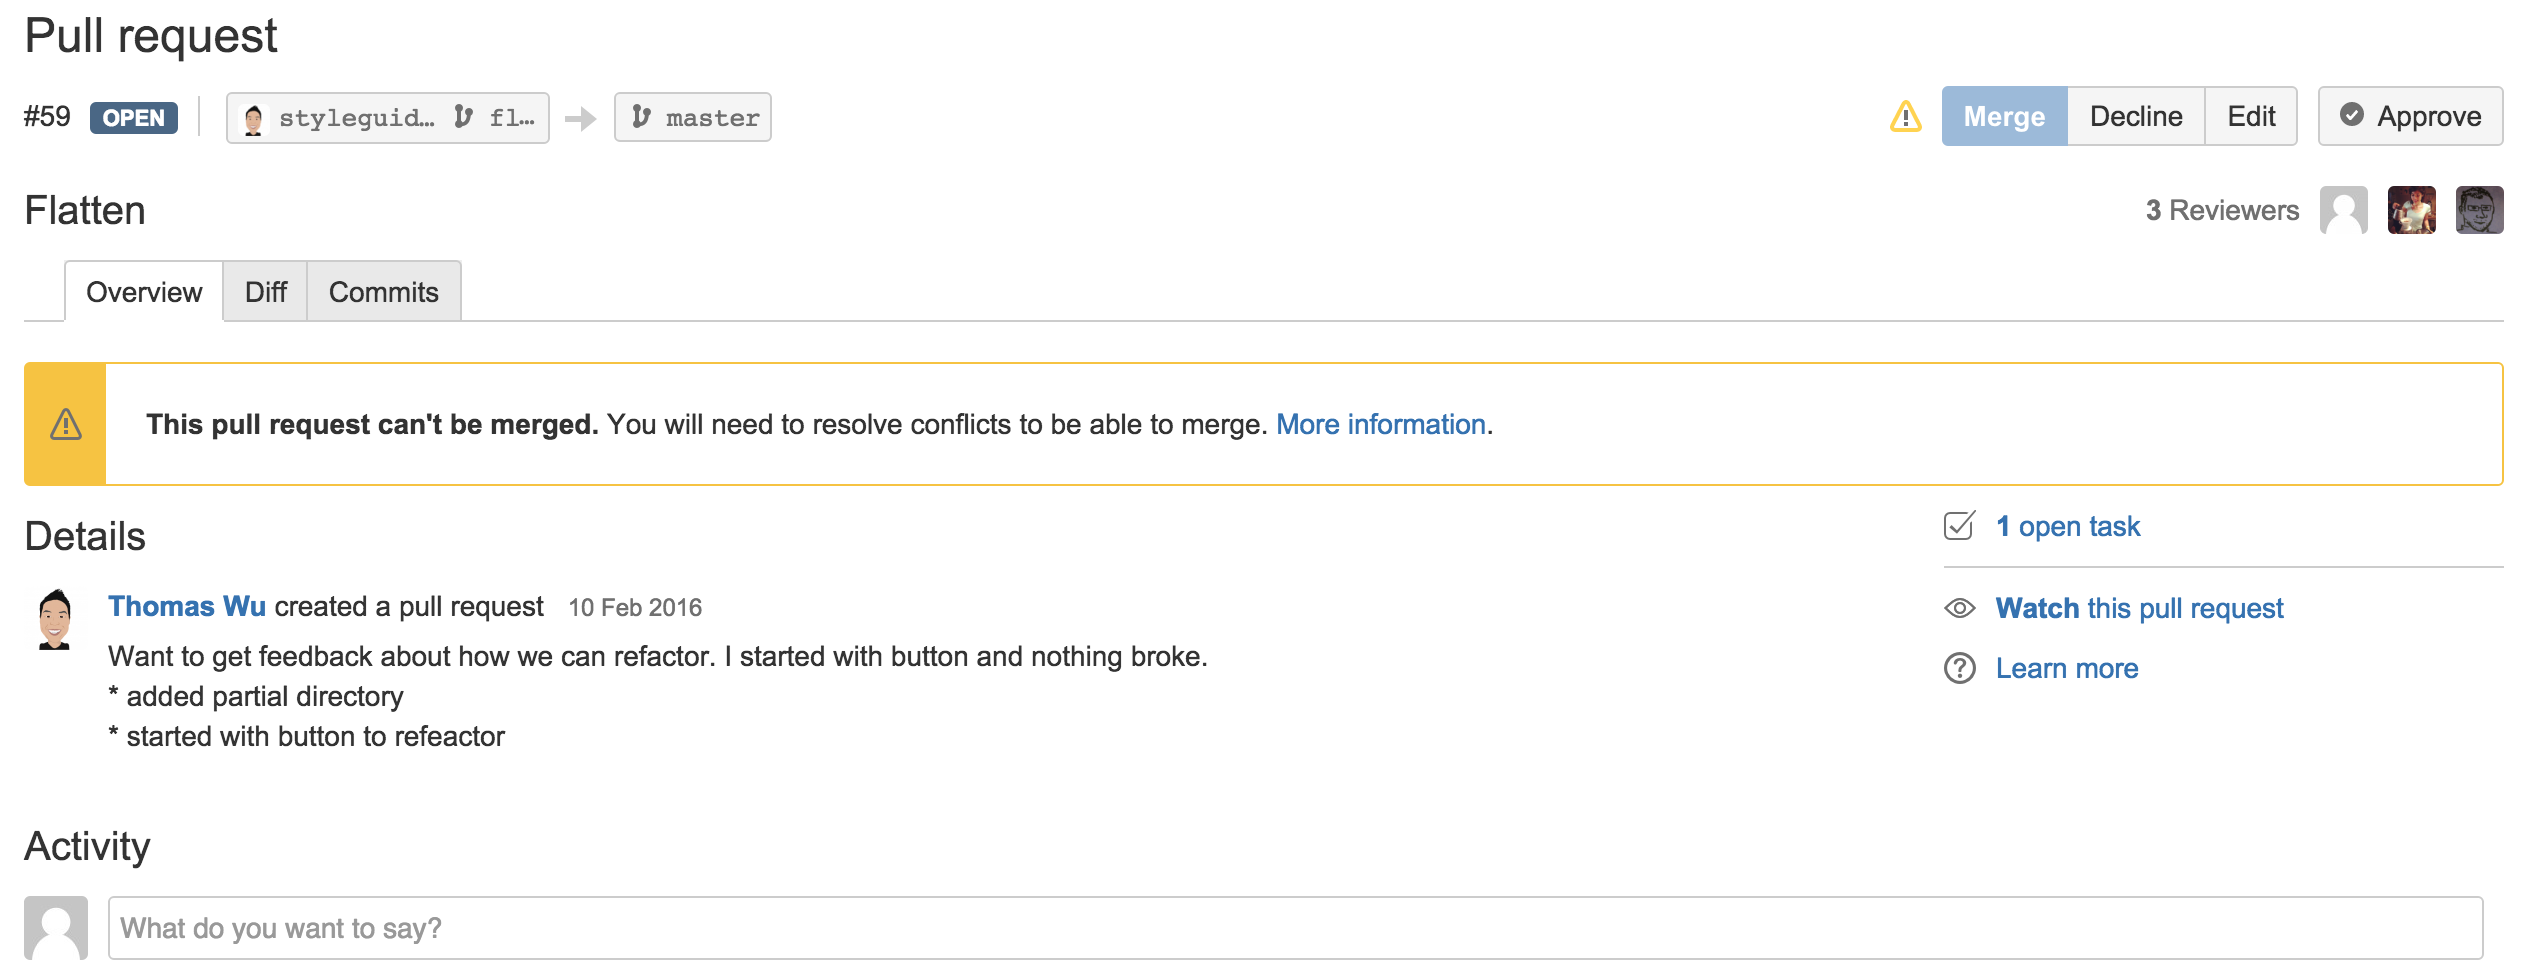 Pull request
#59 OPEN styleguid… fl… master Merge Decline Edit Approve
Flatten 3 Reviewers
Overview Diff Commits
This pull request can't be merged. You will need to resolve conflicts to be able to merge. More information.
Details
Thomas Wu created a pull request 10 Feb 2016
Want to get feedback about how we can refactor. I started with button and nothing broke.
* added partial directory
* started with button to refeactor
1 open task
Watch this pull request
Learn more
Activity
What do you want to say?